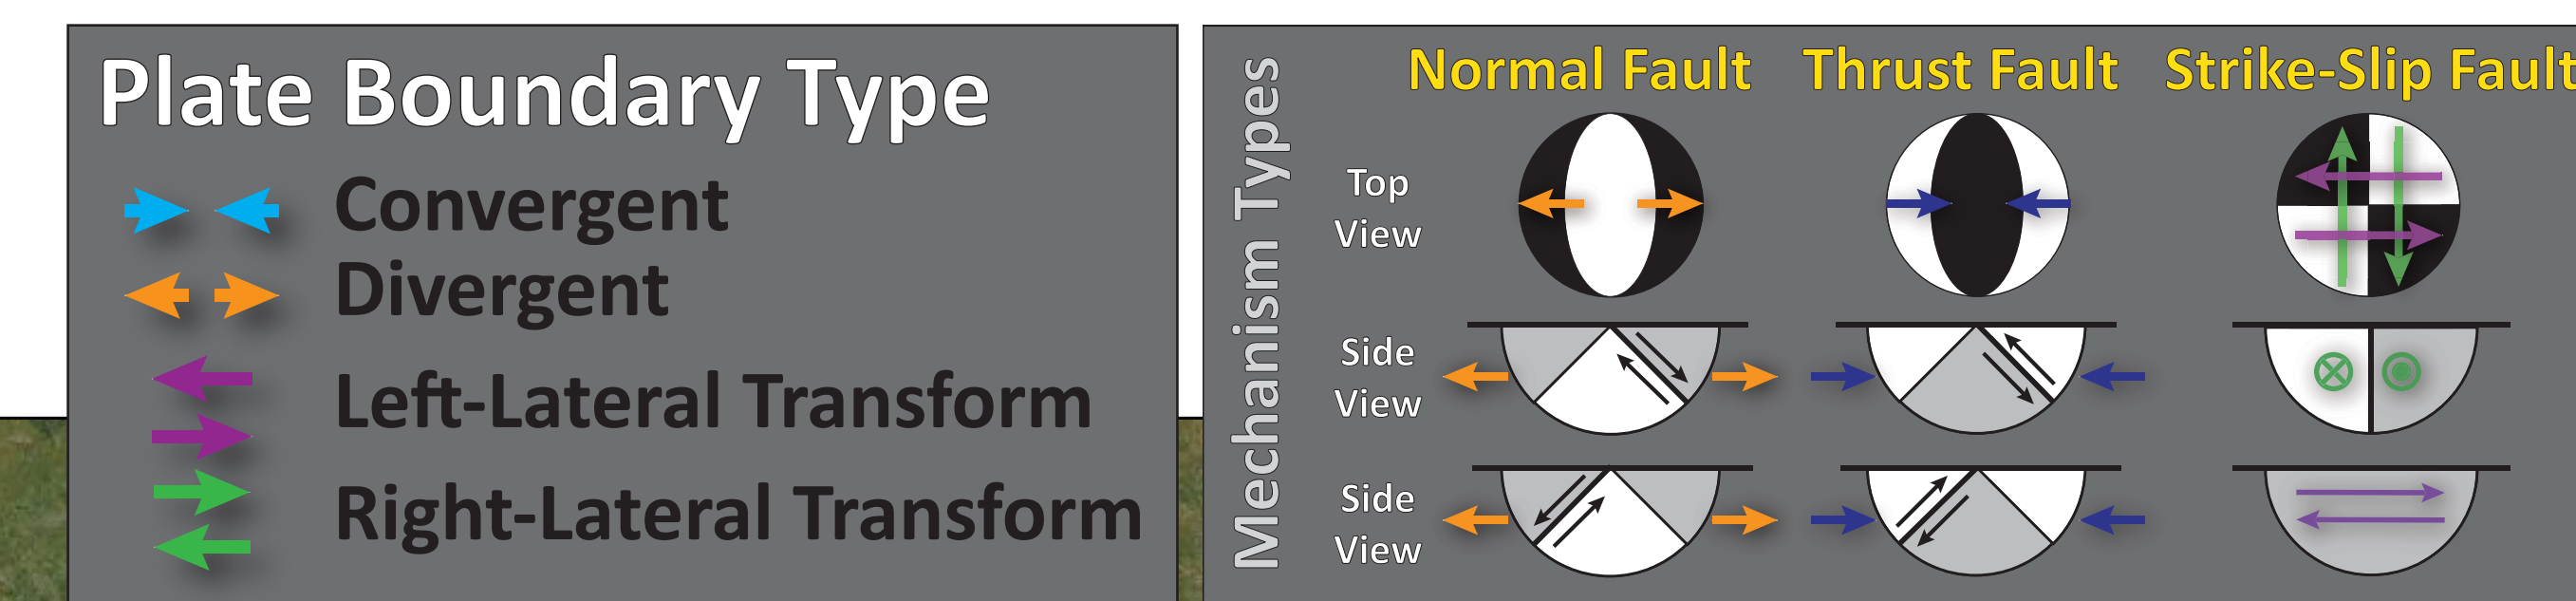 Plate Boundary Type
Convergent
Divergent
Left-Lateral Transform
Right-Lateral Transform
Mechanism Types
Normal Fault
Thrust Fault
Strike-Slip Fault
Top
View
Side
View
Side
View